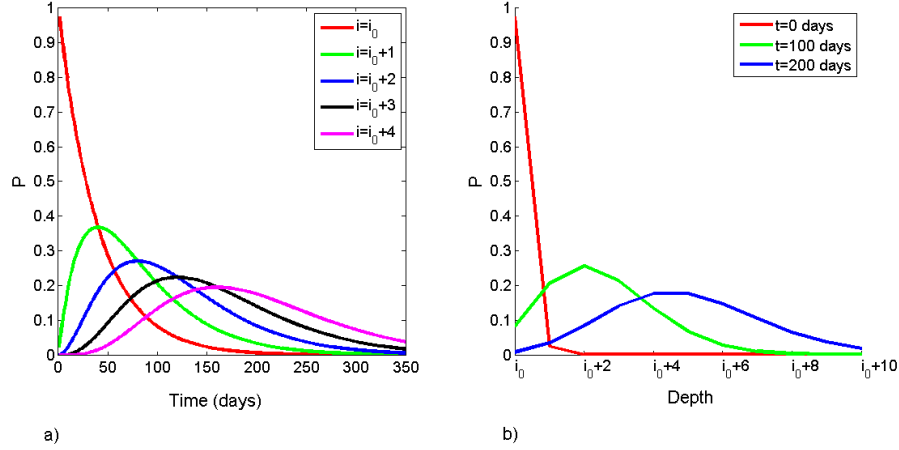 1
0.9
0.8
0.7
0.6
0.5
0.4
0.3
0.2
0.1
0
P
0 50 100 150 200 250 300 350
Time (days)
i=i₀
i=i₀+1
i=i₀+2
i=i₀+3
i=i₀+4
a)
1
0.9
0.8
0.7
0.6
0.5
0.4
0.3
0.2
0.1
0
P
i₀ i₀+2 i₀+4 i₀+6 i₀+8 i₀+10
Depth
t=0 days
t=100 days
t=200 days
b)